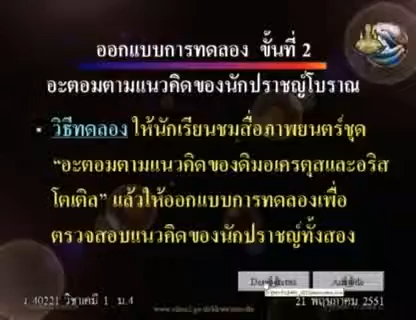 ออกแบบการทดลอง ขั้นที่ 2
อะตอมตามแนวคิดของนักปราชญ์โบราณ
• วิธีทดลอง ให้นักเรียนชมสื่อภาพยนตร์ชุด
“อะตอมตามแนวคิดของดิมอเครตุสและอริส
โตเติล” แล้วให้ออกแบบการทดลองเพื่อ
ตรวจสอบแนวคิดของนักปราชญ์ทั้งสอง
ว.40221 วิชาเคมี 1 ม.4
21 พฤษภาคม 2551